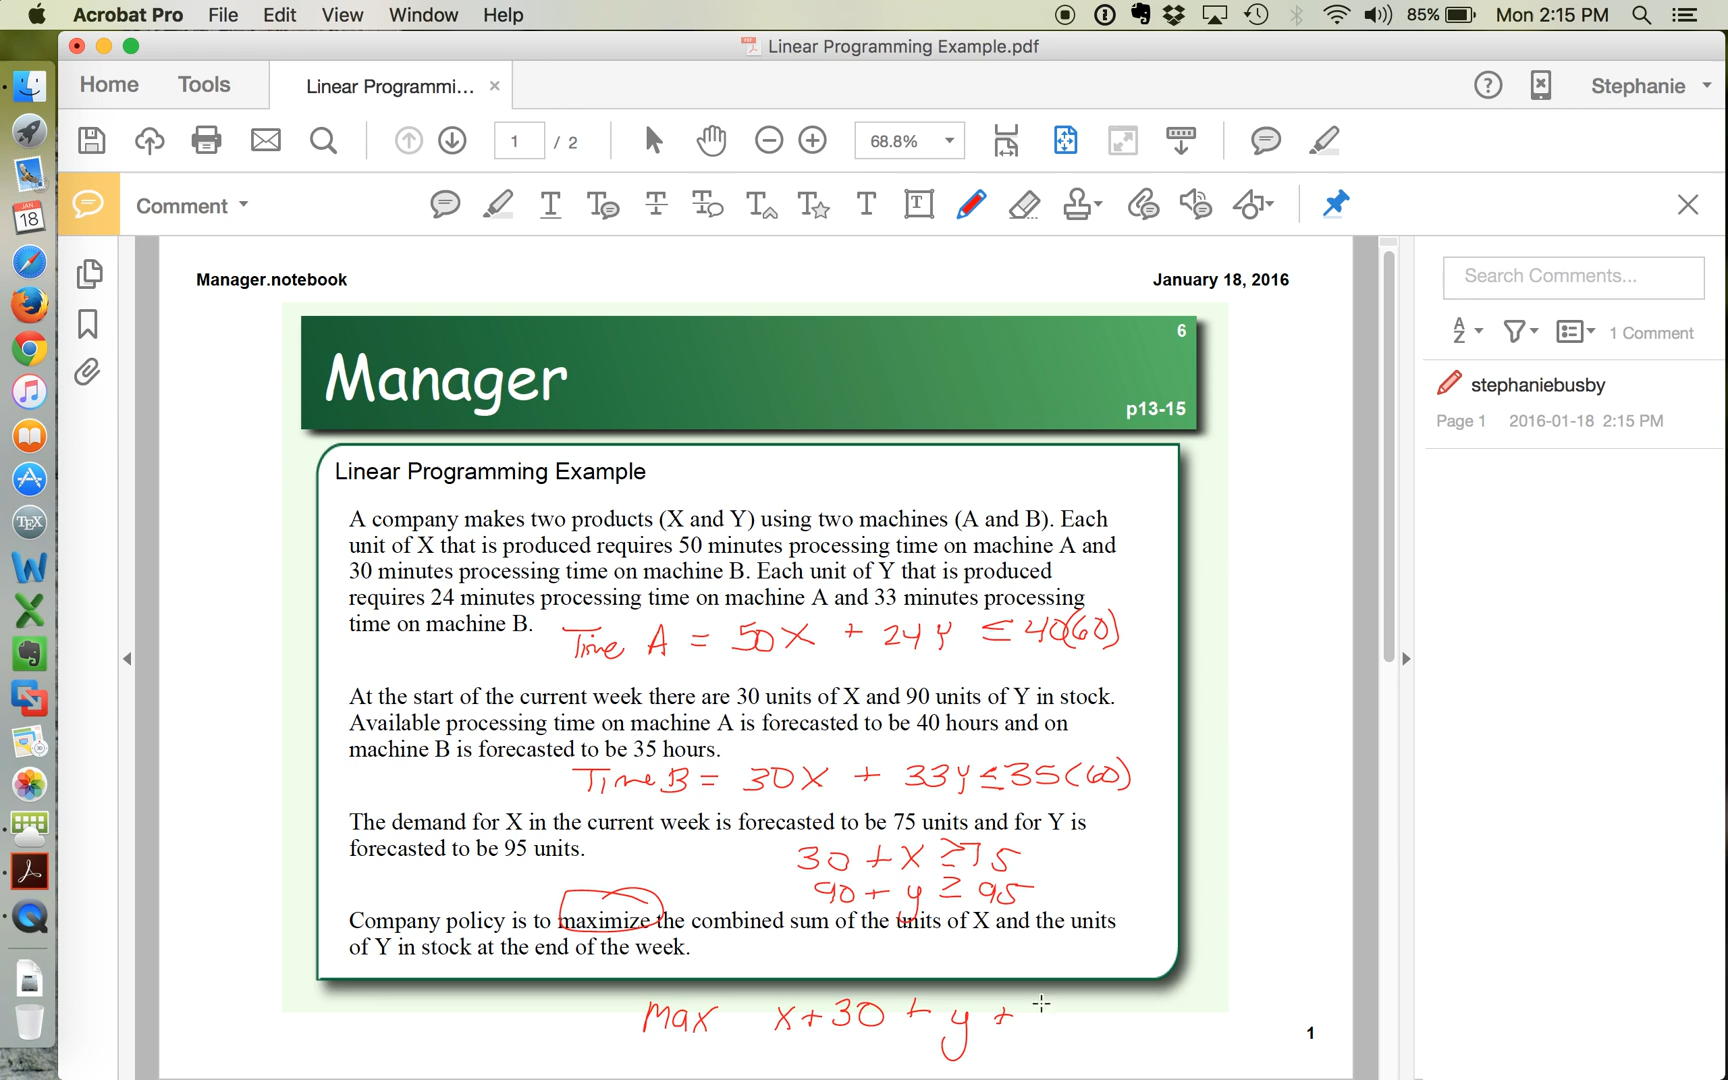 Acrobat Pro File Edit View Window Help 85% Mon 2:15 PM
Linear Programming Example.pdf
Home Tools Linear Programmi... × Stephanie
1 / 2 68.8%
Comment
JAN
18
TEX
Manager.notebook January 18, 2016
6
Manager
p13-15
Linear Programming Example
A company makes two products (X and Y) using two machines (A and B). Each
unit of X that is produced requires 50 minutes processing time on machine A and
30 minutes processing time on machine B. Each unit of Y that is produced
requires 24 minutes processing time on machine A and 33 minutes processing
time on machine B.
Time A = 50X + 24Y ≤ 40(60)
At the start of the current week there are 30 units of X and 90 units of Y in stock.
Available processing time on machine A is forecasted to be 40 hours and on
machine B is forecasted to be 35 hours.
Time B = 30X + 33y ≤ 35(60)
The demand for X in the current week is forecasted to be 75 units and for Y is
forecasted to be 95 units.
30 + X ≥ 75
90 + y ≥ 95
Company policy is to maximize the combined sum of the units of X and the units
of Y in stock at the end of the week.
max x + 30 + y +
1
Search Comments...
A
Z
1 Comment
stephaniebusby
Page 1 2016-01-18 2:15 PM